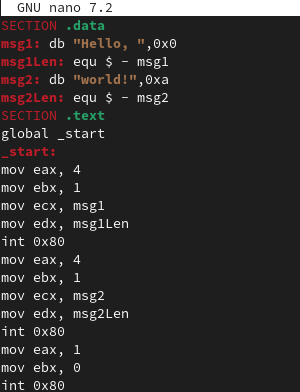 GNU nano 7.2
SECTION .data
msg1: db "Hello, ",0x0
msg1Len: equ $ - msg1
msg2: db "world!",0xa
msg2Len: equ $ - msg2
SECTION .text
global _start
_start:
mov eax, 4
mov ebx, 1
mov ecx, msg1
mov edx, msg1Len
int 0x80
mov eax, 4
mov ebx, 1
mov ecx, msg2
mov edx, msg2Len
int 0x80
mov eax, 1
mov ebx, 0
int 0x80